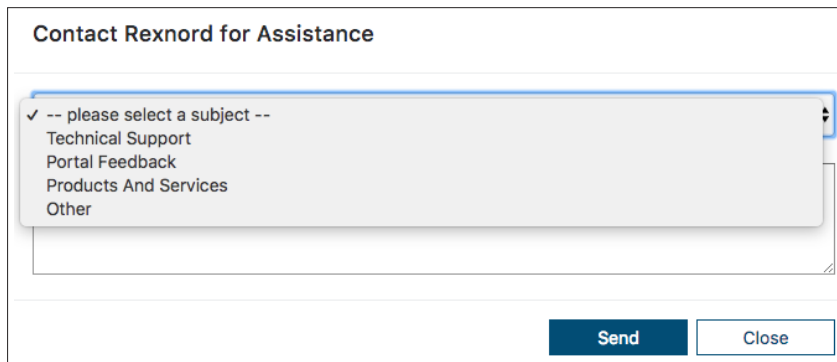 Contact Rexnord for Assistance
✓ -- please select a subject --
Technical Support
Portal Feedback
Products And Services
Other
Send
Close